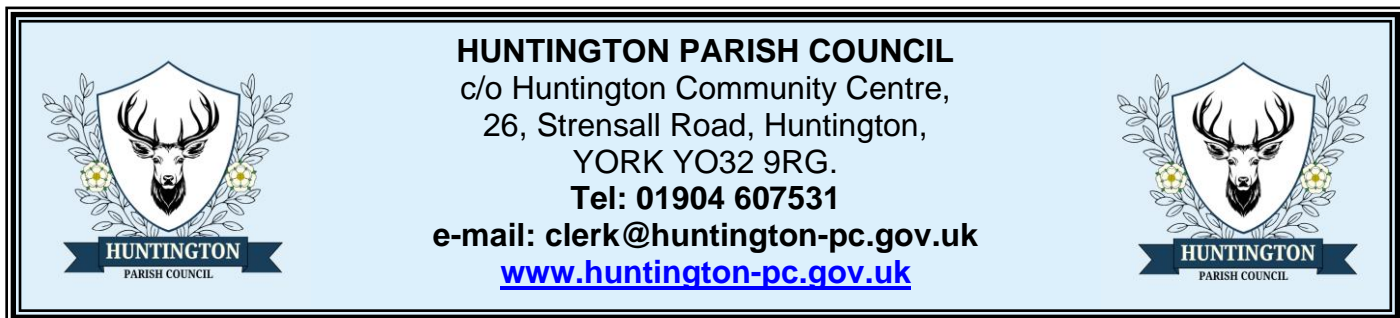 HUNTINGTON PARISH COUNCIL
c/o Huntington Community Centre,
26, Strensall Road, Huntington,
YORK YO32 9RG.
Tel: 01904 607531
e-mail: clerk@huntington-pc.gov.uk
www.huntington-pc.gov.uk
HUNTINGTON
PARISH COUNCIL
HUNTINGTON
PARISH COUNCIL